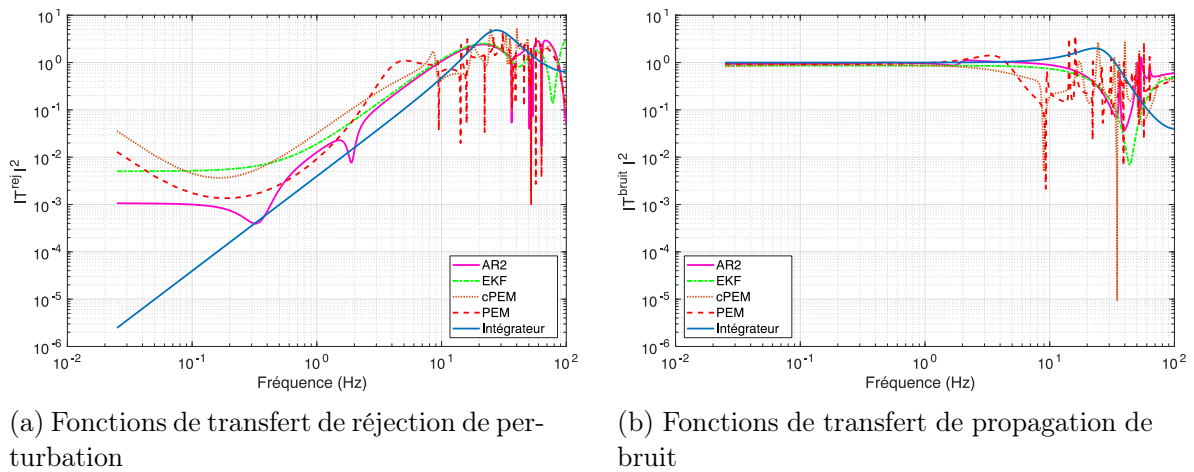 |T^rej|^2
10^1
10^0
10^-1
10^-2
10^-3
10^-4
10^-5
10^-6
AR2
EKF
cPEM
PEM
Intégrateur
10^-2
10^-1
10^0
10^1
10^2
Fréquence (Hz)
(a) Fonctions de transfert de réjection de per-
turbation
|T^bruit|^2
10^1
10^0
10^-1
10^-2
10^-3
10^-4
10^-5
10^-6
AR2
EKF
cPEM
PEM
Intégrateur
10^-2
10^-1
10^0
10^1
10^2
Fréquence (Hz)
(b) Fonctions de transfert de propagation de
bruit